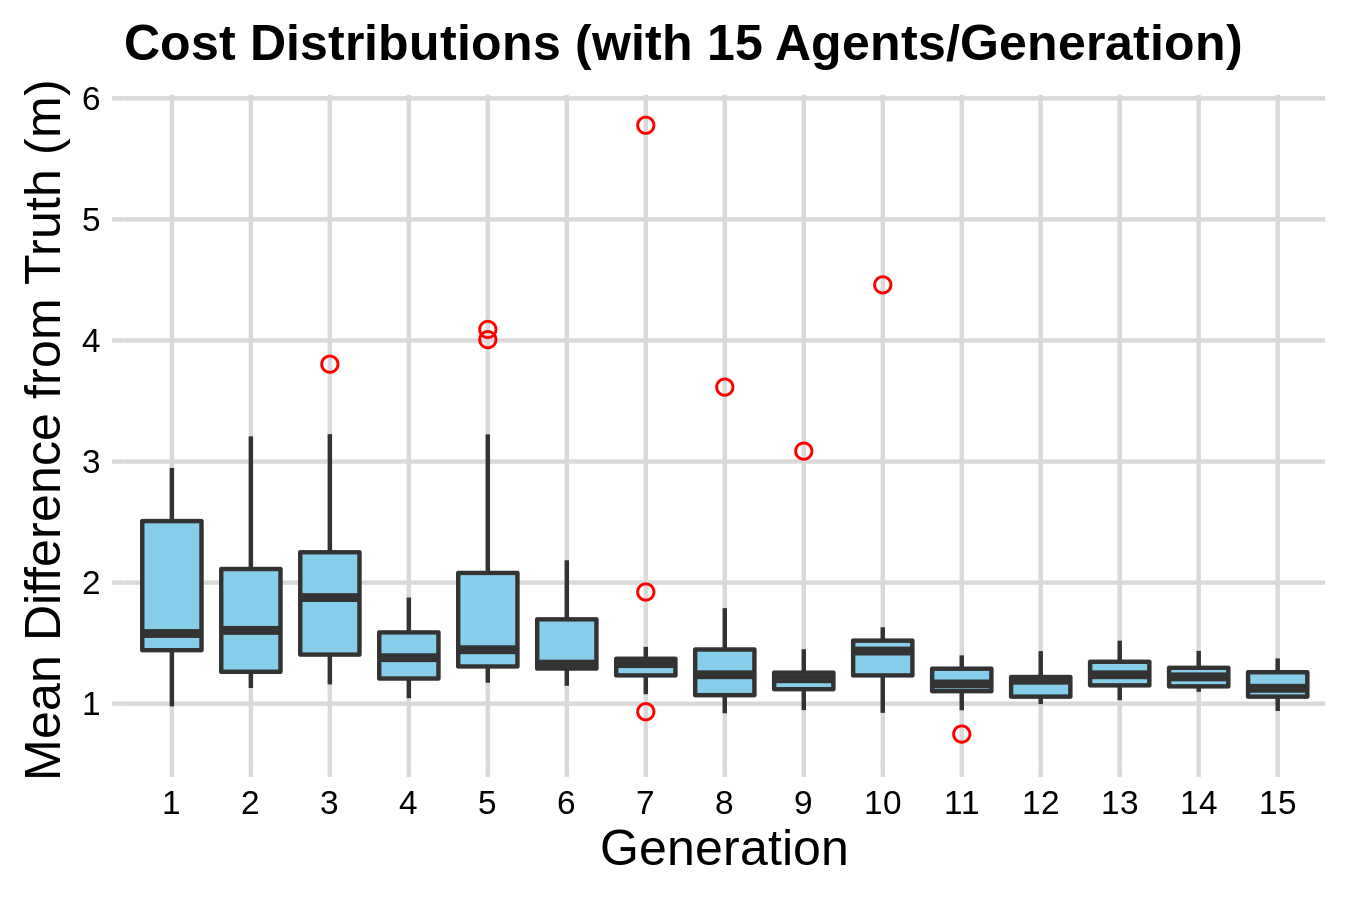 Cost Distributions (with 15 Agents/Generation)
Mean Difference from Truth (m)
6
5
4
3
2
1
1 2 3 4 5 6 7 8 9 10 11 12 13 14 15
Generation